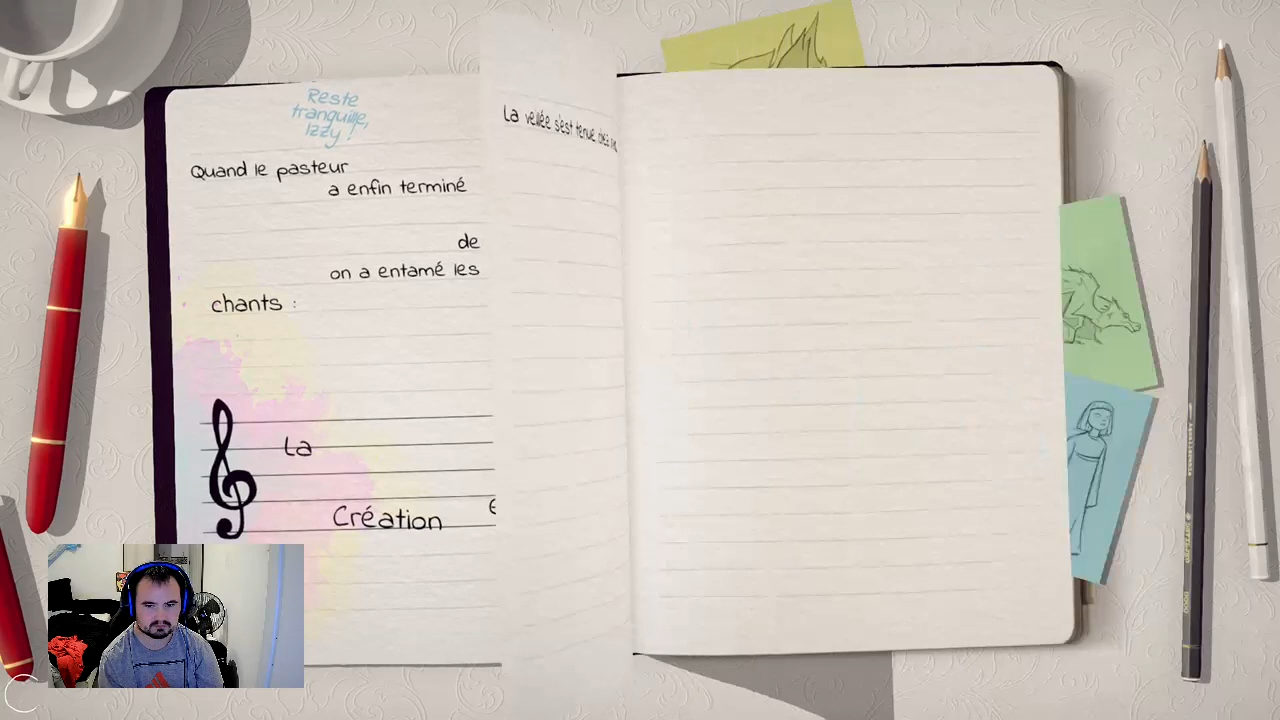 Reste
tranquille,
Izzy !
Quand le pasteur
a enfin terminé
de
on a entamé les
chants :
La
Création
La veillée s'est tenue